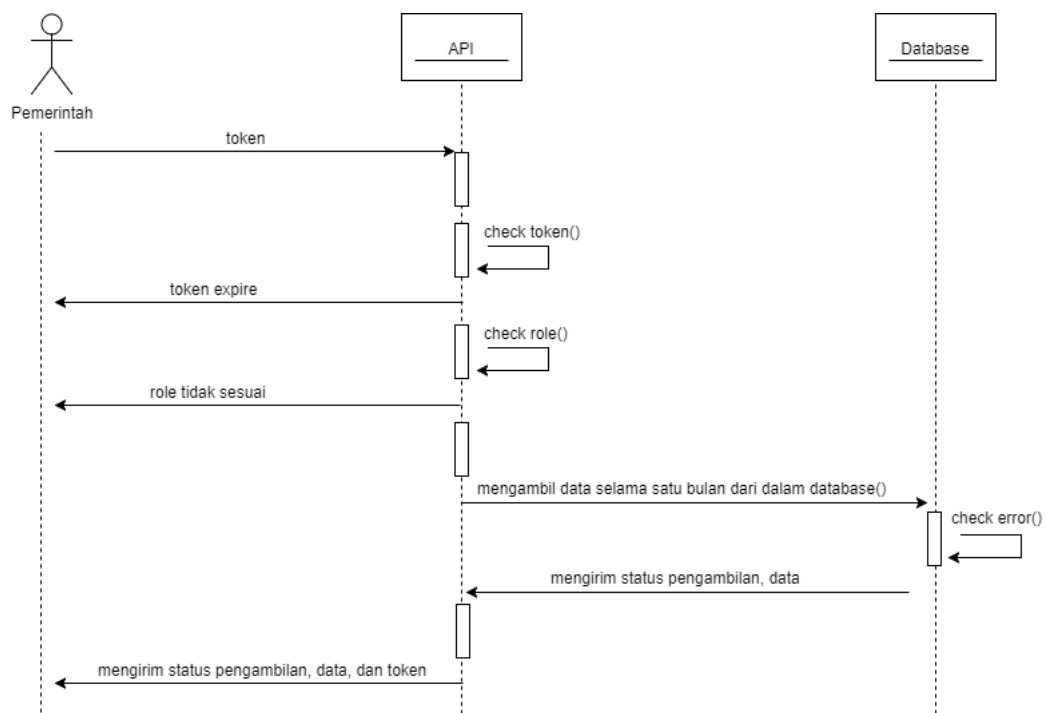 API
Database
Pemerintah
token
check token()
token expire
check role()
role tidak sesuai
mengambil data selama satu bulan dari dalam database()
check error()
mengirim status pengambilan, data
mengirim status pengambilan, data, dan token